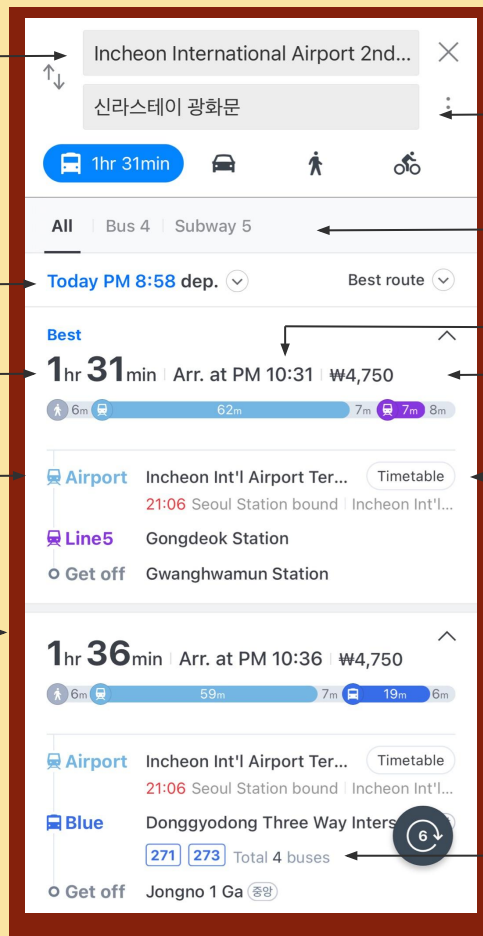 Incheon International Airport 2nd...
신라스테이 광화문
1hr 31min
All Bus 4 Subway 5
Today PM 8:58 dep. Best route
Best
1hr 31min Arr. at PM 10:31 ₩4,750
6m 62m 7m 7m 8m
Airport Incheon Int'l Airport Ter... Timetable
21:06 Seoul Station bound Incheon Int'l...
Line5 Gongdeok Station
Get off Gwanghwamun Station
1hr 36min Arr. at PM 10:36 ₩4,750
6m 59m 7m 19m 6m
Airport Incheon Int'l Airport Ter... Timetable
21:06 Seoul Station bound Incheon Int'l...
Blue Donggyodong Three Way Inters
6
271 273 Total 4 buses
Get off Jongno 1 Ga 중앙